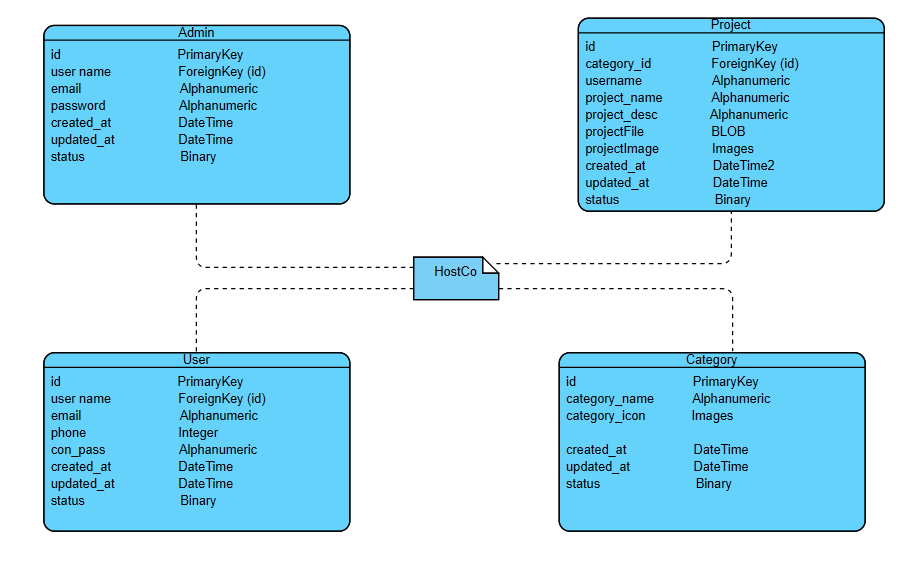 Admin
id PrimaryKey
user name ForeignKey (id)
email Alphanumeric
password Alphanumeric
created_at DateTime
updated_at DateTime
status Binary
Project
id PrimaryKey
category_id ForeignKey (id)
username Alphanumeric
project_name Alphanumeric
project_desc Alphanumeric
projectFile BLOB
projectImage Images
created_at DateTime2
updated_at DateTime
status Binary
HostCo
User
id PrimaryKey
user name ForeignKey (id)
email Alphanumeric
phone Integer
con_pass Alphanumeric
created_at DateTime
updated_at DateTime
status Binary
Category
id PrimaryKey
category_name Alphanumeric
category_icon Images
created_at DateTime
updated_at DateTime
status Binary